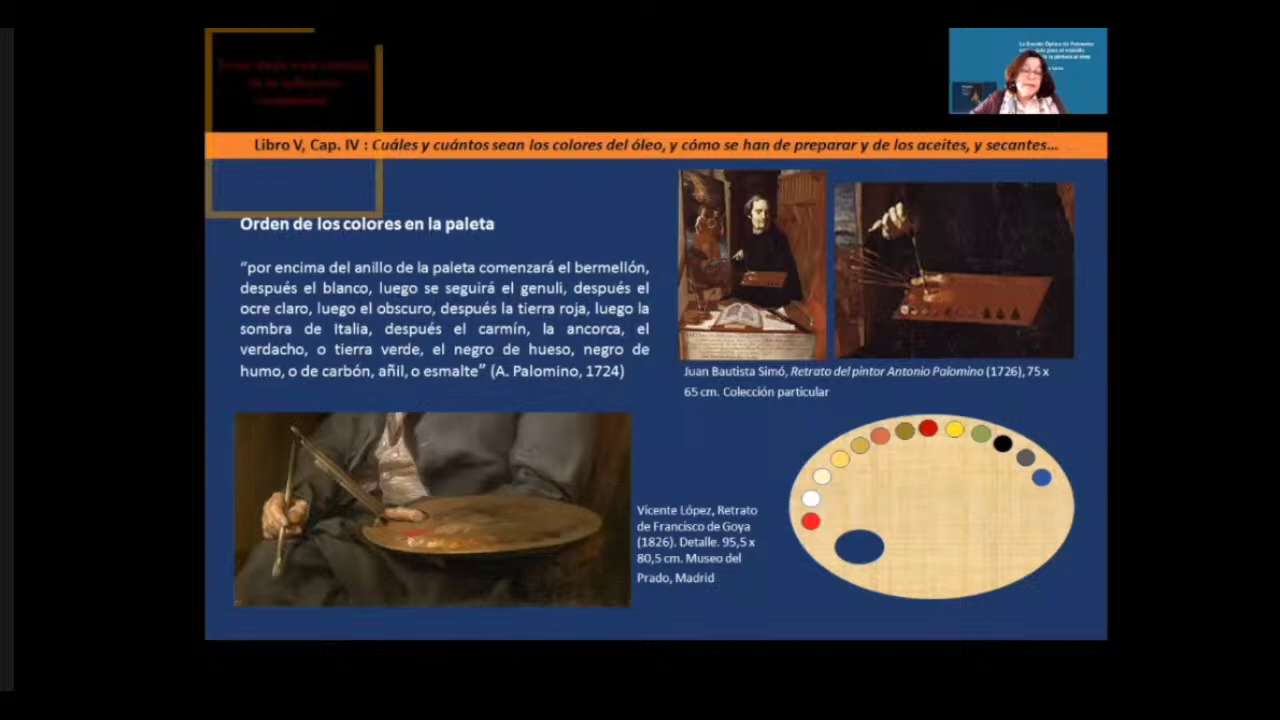 Libro V, Cap. IV : Cuáles y cuántos sean los colores del óleo, y cómo se han de preparar y de los aceites, y secantes...
Orden de los colores en la paleta
“por encima del anillo de la paleta comenzará el bermellón,
después el blanco, luego se seguirá el genuli, después el
ocre claro, luego el obscuro, después la tierra roja, luego la
sombra de Italia, después el carmín, la ancorca, el
verdacho, o tierra verde, el negro de hueso, negro de
humo, o de carbón, añil, o esmalte” (A. Palomino, 1724)
Juan Bautista Simó, Retrato del pintor Antonio Palomino (1726), 75 x
65 cm. Colección particular
Vicente López, Retrato
de Francisco de Goya
(1826). Detalle. 95,5 x
80,5 cm. Museo del
Prado, Madrid